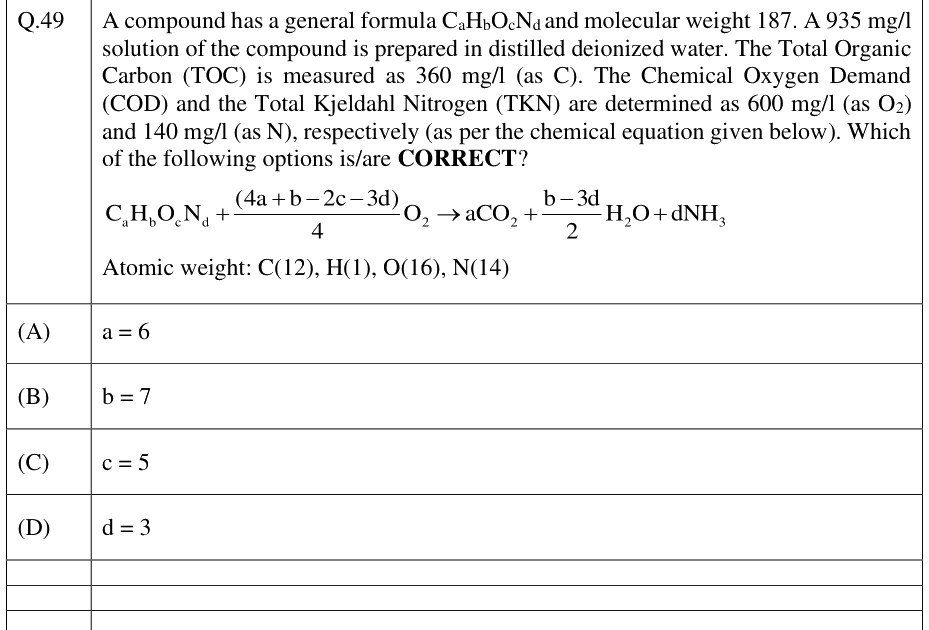 Q.49 A compound has a general formula CₐH_bO_cN_d and molecular weight 187. A 935 mg/l
solution of the compound is prepared in distilled deionized water. The Total Organic
Carbon (TOC) is measured as 360 mg/l (as C). The Chemical Oxygen Demand
(COD) and the Total Kjeldahl Nitrogen (TKN) are determined as 600 mg/l (as O₂)
and 140 mg/l (as N), respectively (as per the chemical equation given below). Which
of the following options is/are CORRECT?
CₐH_bO_cN_d + (4a + b − 2c − 3d)/4 O₂ → aCO₂ + (b − 3d)/2 H₂O + dNH₃
Atomic weight: C(12), H(1), O(16), N(14)
(A) a = 6
(B) b = 7
(C) c = 5
(D) d = 3